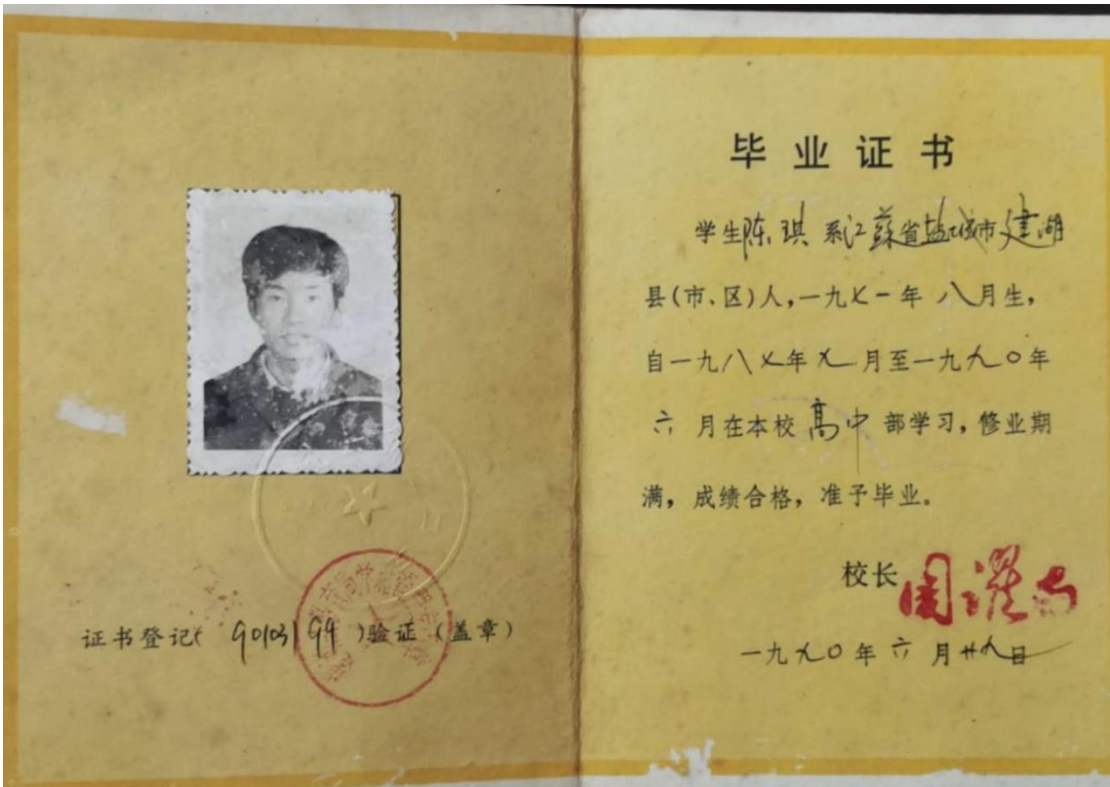 证书登记(90103199)验证(盖章)
毕业证书
学生陈琪系江蘇省盐城市建湖
县(市、区)人,一九七一年八月生,
自一九八七年九月至一九九〇年
六月在本校高中部学习,修业期
满,成绩合格,准予毕业。
校长
一九九〇年六月廿九日